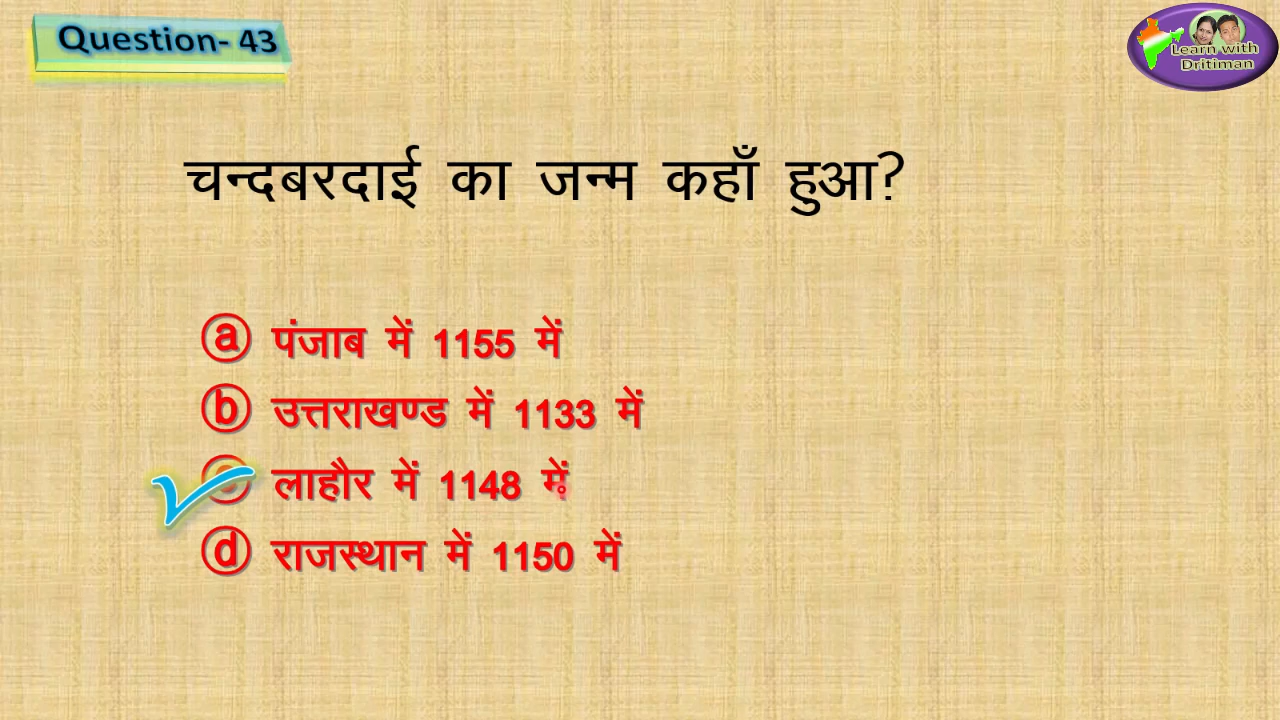 Question- 43
Learn with
Dritiman
चन्दबरदाई का जन्म कहाँ हुआ?
ⓐ पंजाब में 1155 में
ⓑ उत्तराखण्ड में 1133 में
ⓒ लाहौर में 1148 में
ⓓ राजस्थान में 1150 में